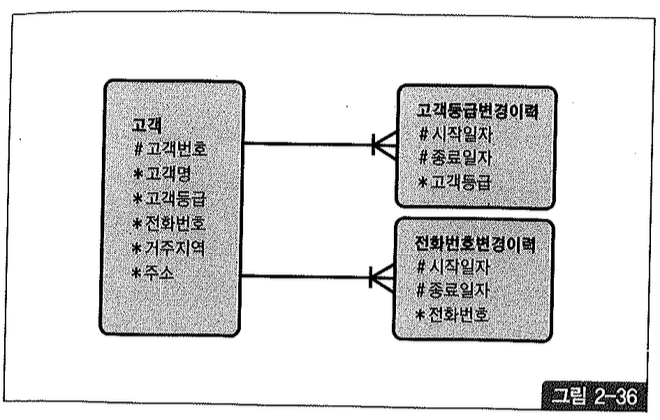 고객
#고객번호
*고객명
*고객등급
*전화번호
*거주지역
*주소
고객등급변경이력
#시작일자
#종료일자
*고객등급
전화번호변경이력
#시작일자
#종료일자
*전화번호
그림 2-36